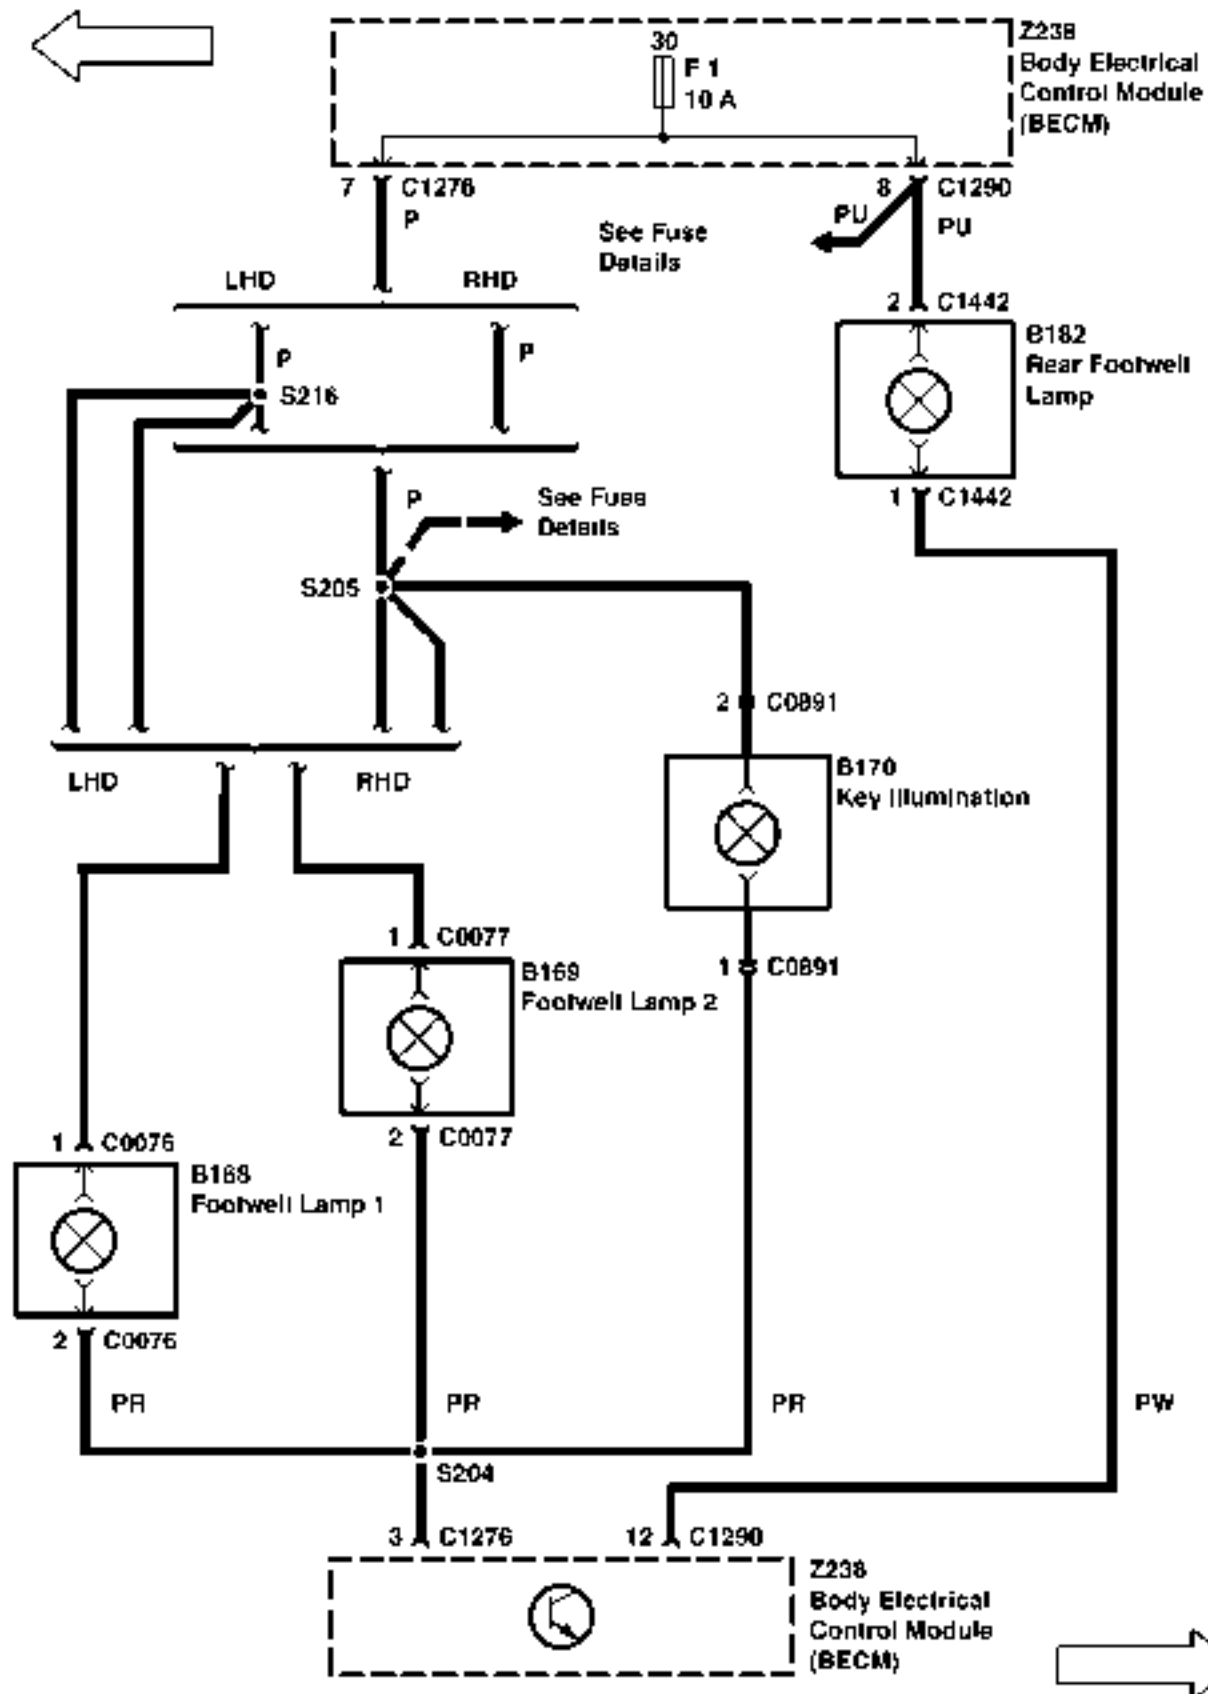 Z238
Body Electrical
Control Module
(BECM)
30
F 1
10 A
7 C1276
P
8 C1290
PU
PU
See Fuse
Details
LHD
RHD
P
P
S216
2 C1442
B182
Rear Footwell
Lamp
1 C1442
P
See Fuse
Details
S205
2 C0891
B170
Key Illumination
1 C0891
LHD
RHD
1 C0077
B169
Footwell Lamp 2
2 C0077
1 C0076
B168
Footwell Lamp 1
2 C0076
PR
PR
PR
PW
S204
3 C1276
12 C1290
Z238
Body Electrical
Control Module
(BECM)